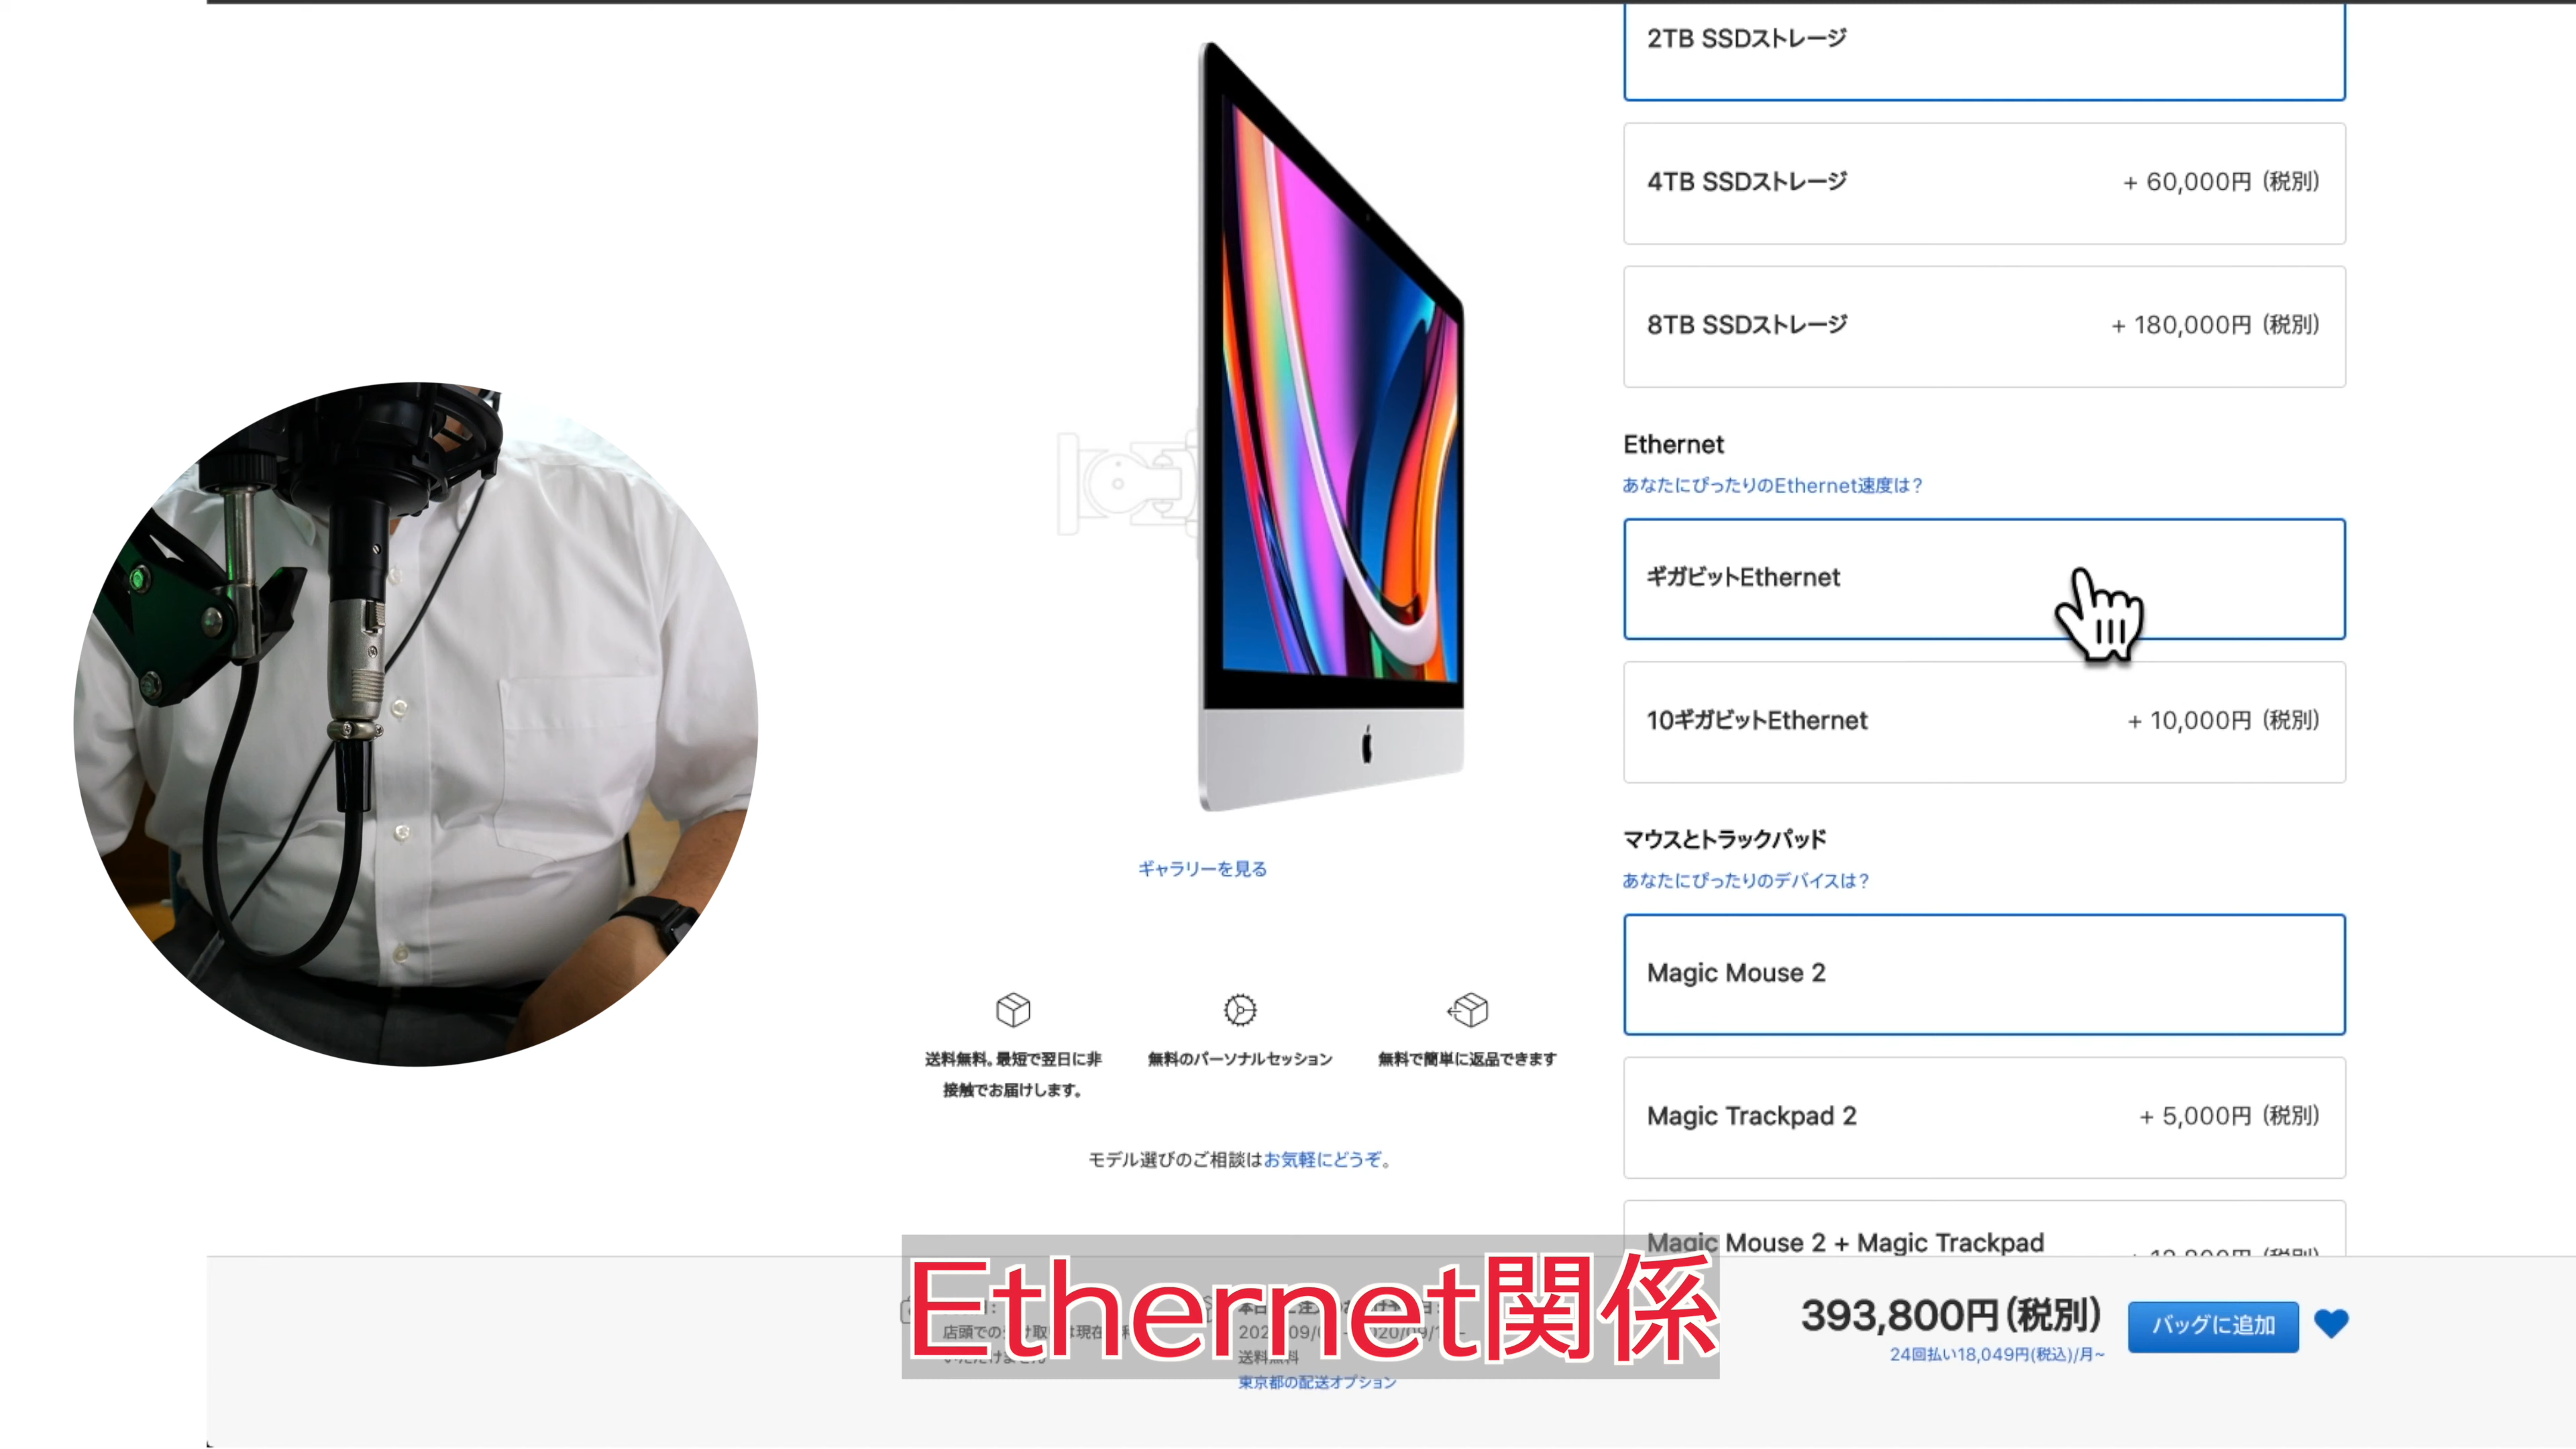 2TB SSDストレージ
4TB SSDストレージ
+ 60,000円 (税別)
8TB SSDストレージ
+ 180,000円 (税別)
Ethernet
あなたにぴったりのEthernet速度は?
ギガビットEthernet
10ギガビットEthernet
+ 10,000円 (税別)
マウスとトラックパッド
あなたにぴったりのデバイスは?
Magic Mouse 2
Magic Trackpad 2
+ 5,000円 (税別)
Magic Mouse 2 + Magic Trackpad
ギャラリーを見る
送料無料。最短で翌日に非
接触でお届けします。
無料のパーソナルセッション
無料で簡単に返品できます
モデル選びのご相談はお気軽にどうぞ。
Ethernet関係
送料無料
東京都の配送オプション
393,800円(税別)
24回払い18,049円(税込)/月~
バッグに追加